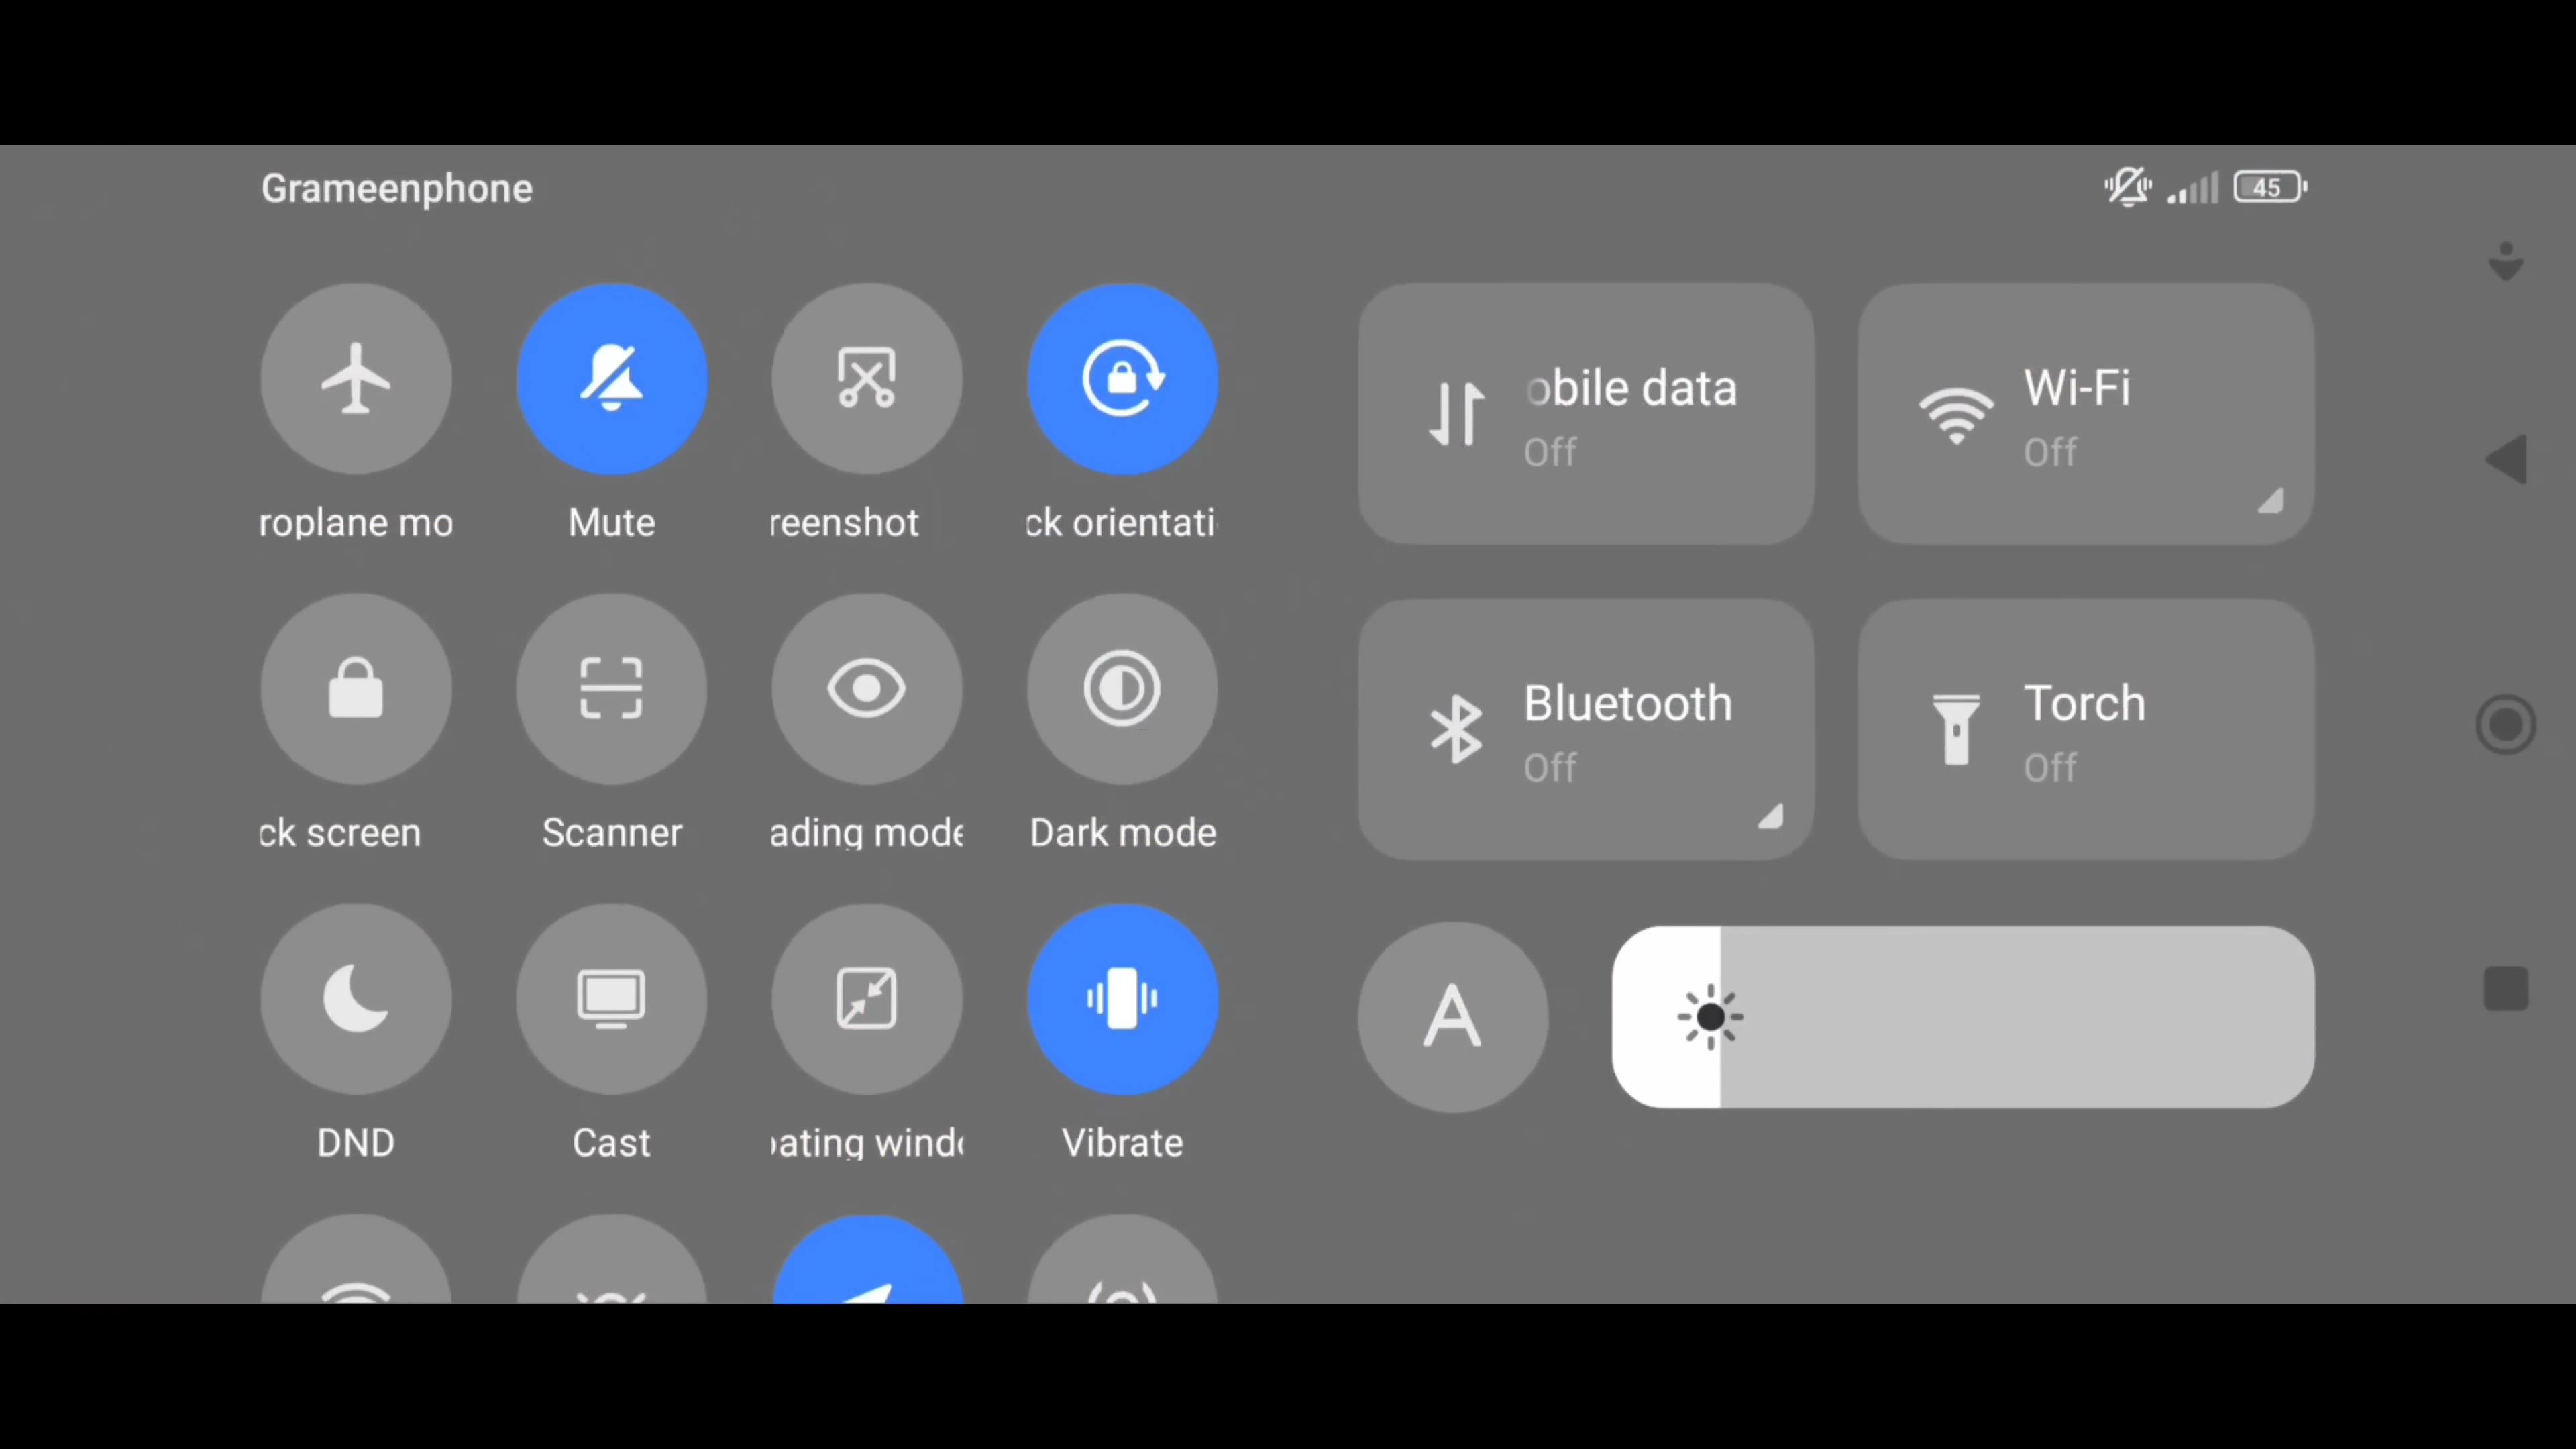 Grameenphone
45
roplane mo
Mute
reenshot
ck orientati
obile data
Off
Wi-Fi
Off
ck screen
Scanner
ading mode
Dark mode
Bluetooth
Off
Torch
Off
A
DND
Cast
oating windo
Vibrate